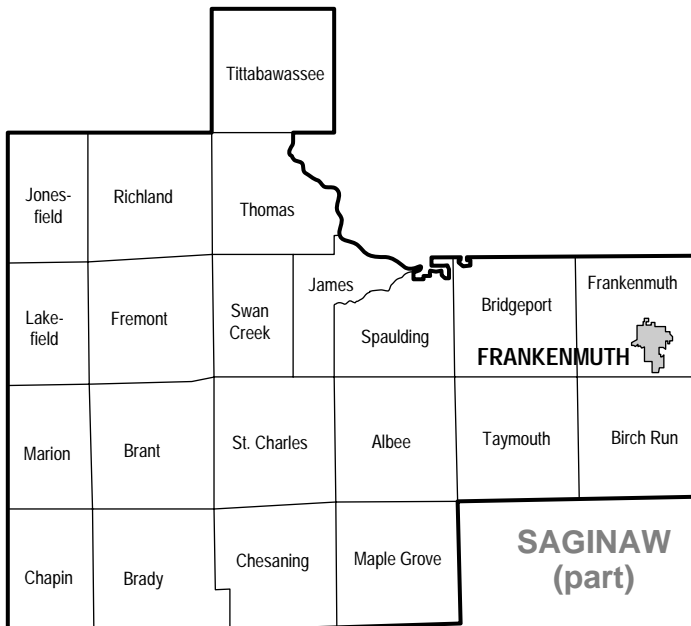 Tittabawassee
Jones-
field
Richland
Thomas
James
Frankenmuth
Lake-
field
Fremont
Swan
Creek
Bridgeport
Spaulding
FRANKENMUTH
Marion
Brant
St. Charles
Albee
Taymouth
Birch Run
Chapin
Brady
Chesaning
Maple Grove
SAGINAW
(part)